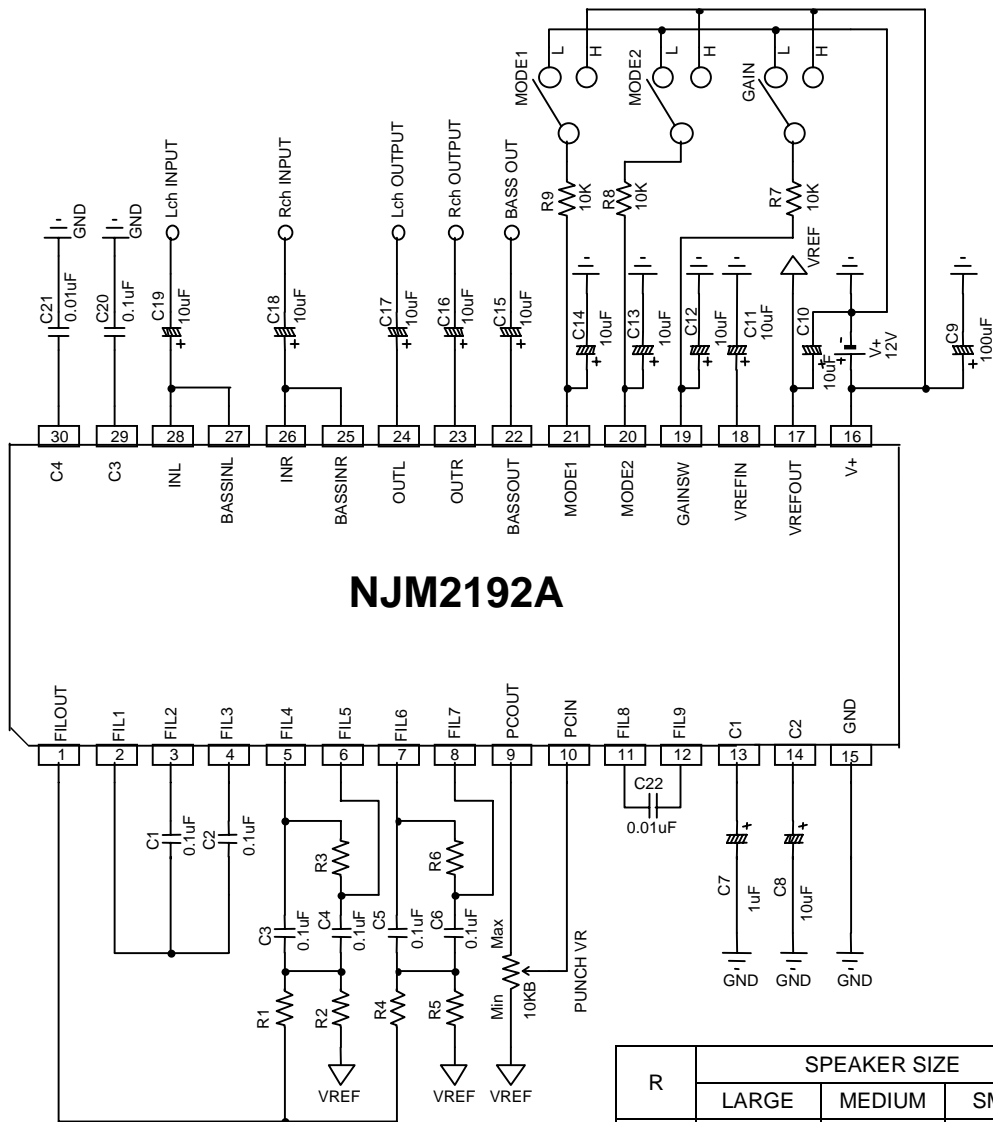 MODE1
L
H
MODE2
L
H
GAIN
L
H
R9
10K
R8
10K
R7
10K
GND
GND
Lch INPUT
Rch INPUT
Lch OUTPUT
Rch OUTPUT
BASS OUT
VREF
C21
0.01uF
C20
0.1uF
C19
10uF
+
C18
10uF
+
C17
10uF
+
C16
10uF
+
C15
10uF
+
C14
10uF
+
C13
10uF
+
C12
10uF
+
C11
10uF
+
C10
10uF
+
- +
V+
12V
C9
100uF
+
30 29 28 27 26 25 24 23 22 21 20 19 18 17 16
C4
C3
INL
BASSINL
INR
BASSINR
OUTL
OUTR
BASSOUT
MODE1
MODE2
GAINSW
VREFIN
VREFOUT
V+
NJM2192A
FILOUT
FIL1
FIL2
FIL3
FIL4
FIL5
FIL6
FIL7
PCOUT
PCIN
FIL8
FIL9
C1
C2
GND
1 2 3 4 5 6 7 8 9 10 11 12 13 14 15
C22
0.01uF
C1
0.1uF
C2
0.1uF
R3
R6
C3
0.1uF
C4
0.1uF
C5
0.1uF
C6
0.1uF
Max
Min
10KB
PUNCH VR
C7
1uF
+
C8
10uF
+
R1
R2
R4
R5
GND
GND
GND
VREF
VREF
VREF
R
SPEAKER SIZE
LARGE MEDIUM SM